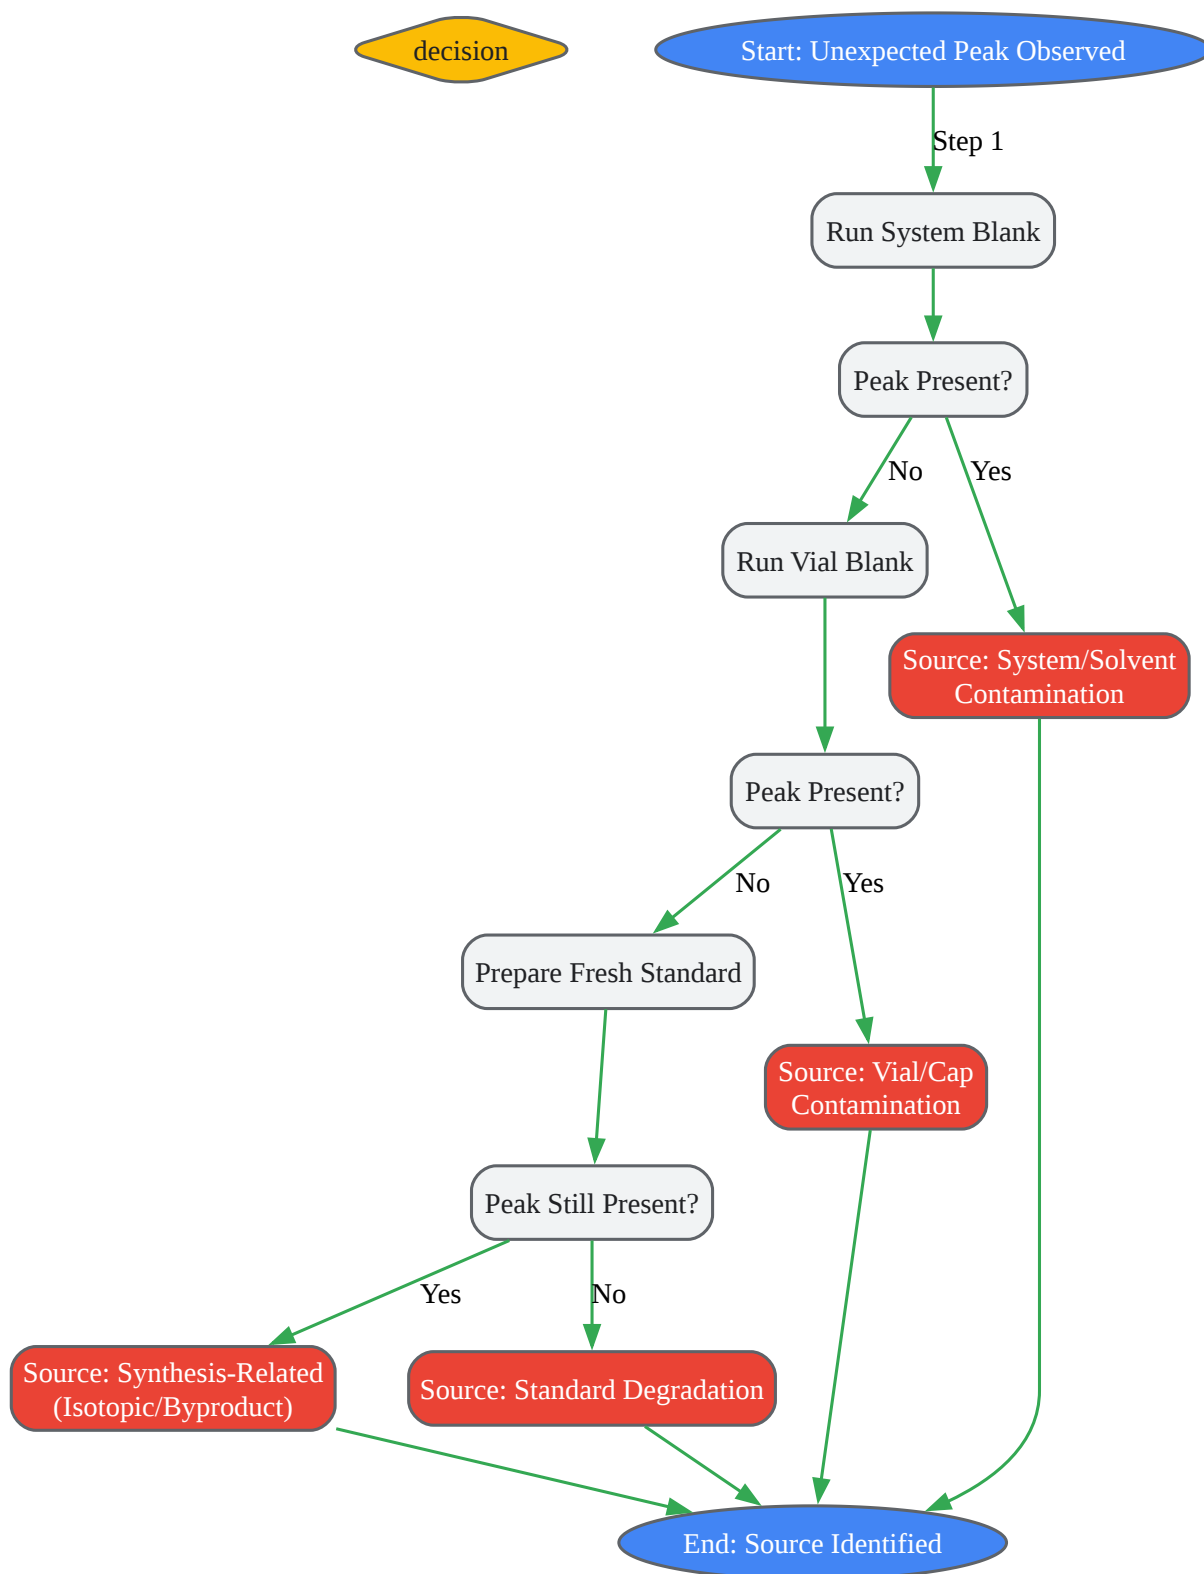 decision
Start: Unexpected Peak Observed
Step 1
Run System Blank
Peak Present?
No
Yes
Run Vial Blank
Source: System/Solvent
Contamination
Peak Present?
No
Yes
Prepare Fresh Standard
Source: Vial/Cap
Contamination
Peak Still Present?
Yes
No
Source: Synthesis-Related
(Isotopic/Byproduct)
Source: Standard Degradation
End: Source Identified